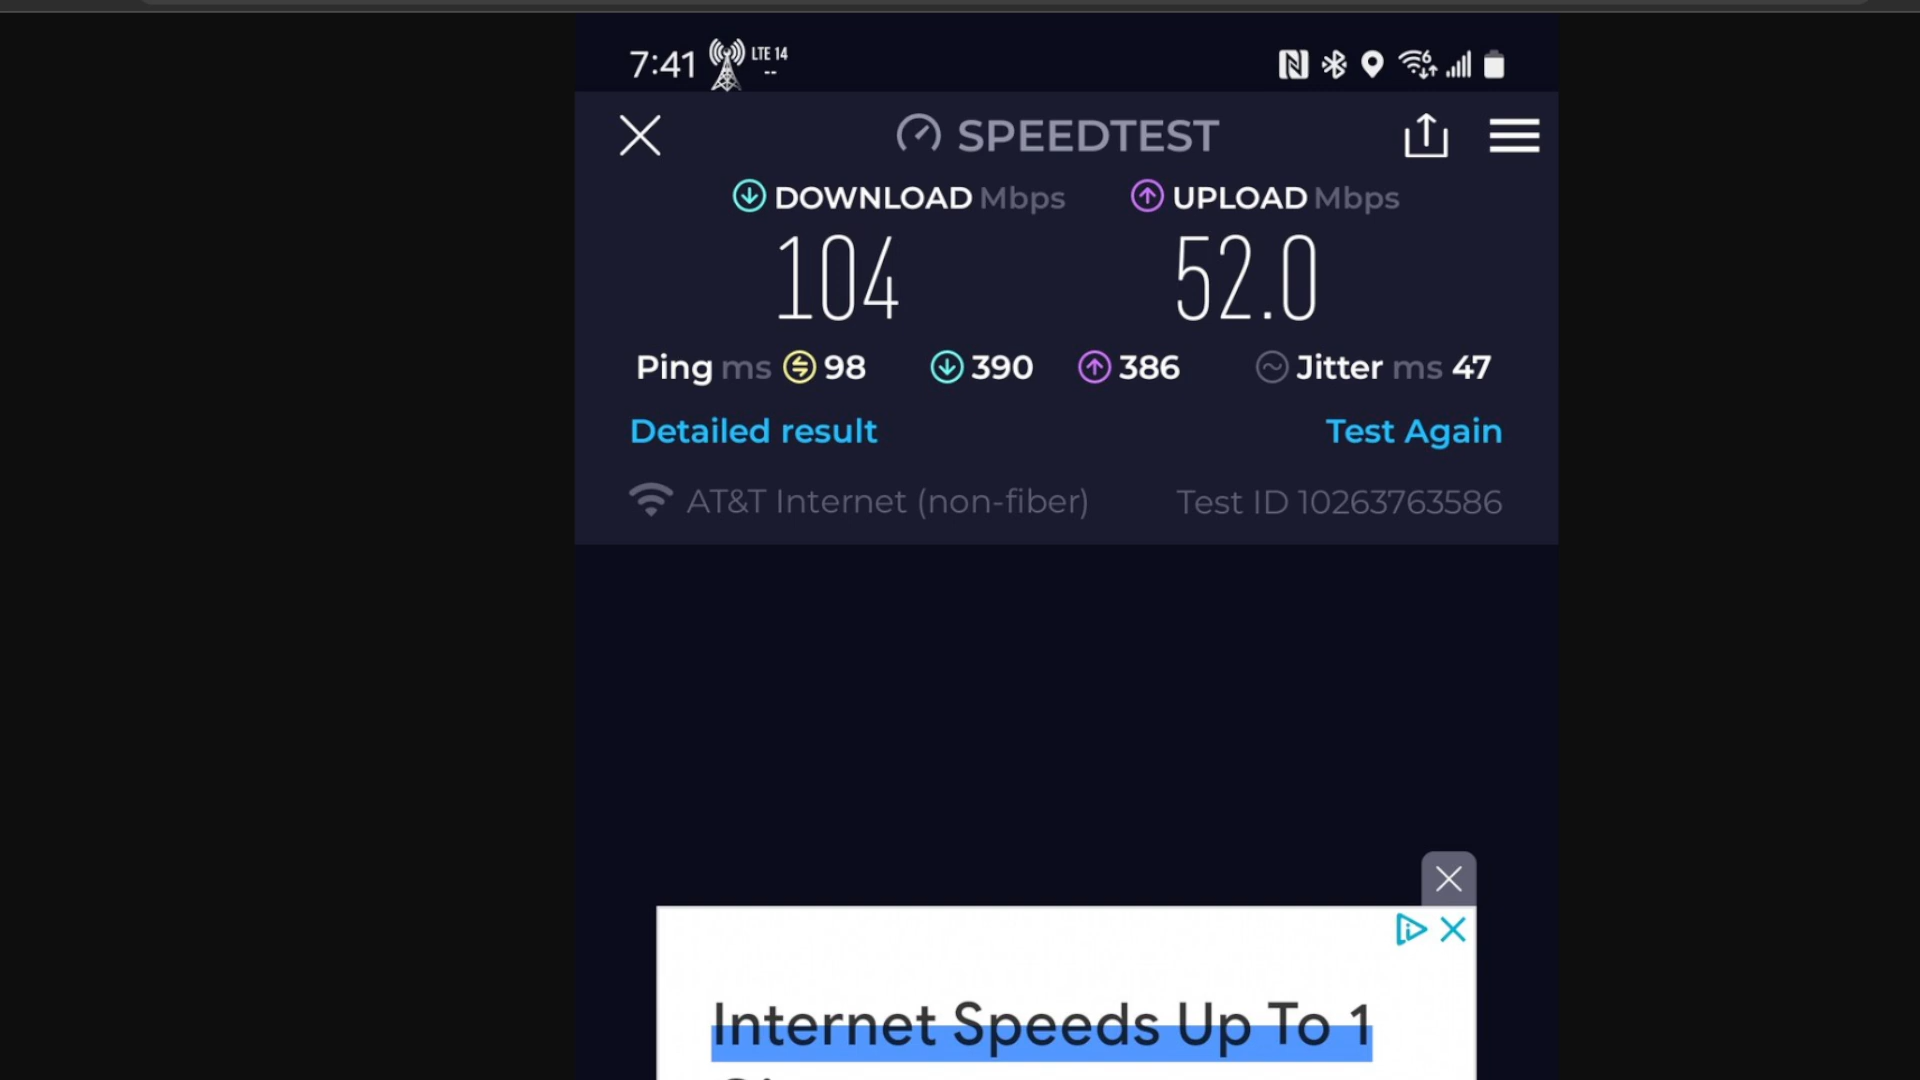 7:41 LTE 14
--
6
SPEEDTEST
DOWNLOAD Mbps UPLOAD Mbps
104 52.0
Ping ms 98 390 386 Jitter ms 47
Detailed result Test Again
AT&T Internet (non-fiber) Test ID 10263763586
Internet Speeds Up To 1